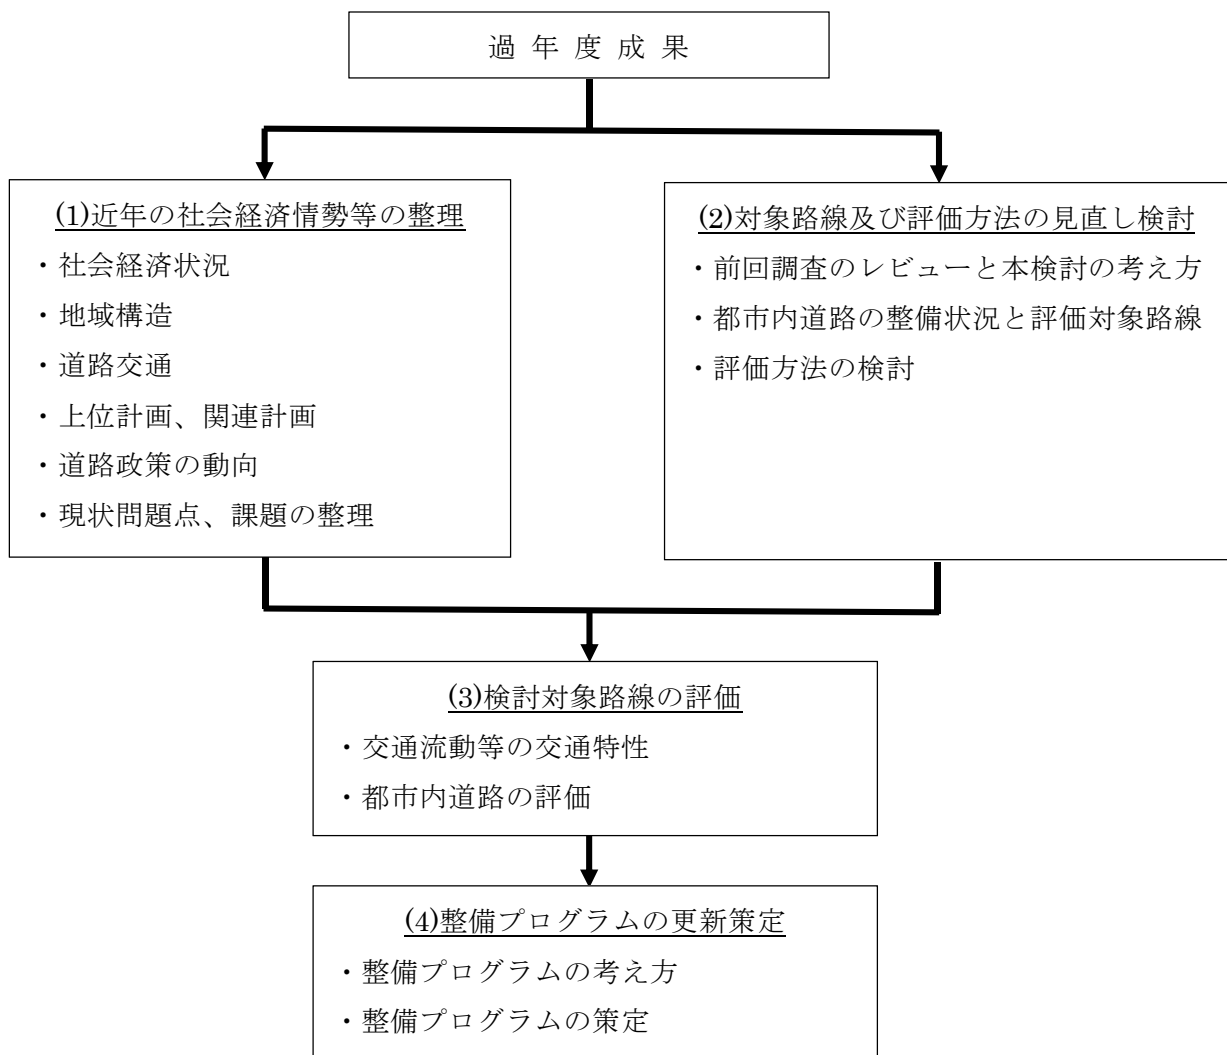 過 年 度 成 果
(1)近年の社会経済情勢等の整理
・社会経済状況
・地域構造
・道路交通
・上位計画、関連計画
・道路政策の動向
・現状問題点、課題の整理
(2)対象路線及び評価方法の見直し検討
・前回調査のレビューと本検討の考え方
・都市内道路の整備状況と評価対象路線
・評価方法の検討
(3)検討対象路線の評価
・交通流動等の交通特性
・都市内道路の評価
(4)整備プログラムの更新策定
・整備プログラムの考え方
・整備プログラムの策定